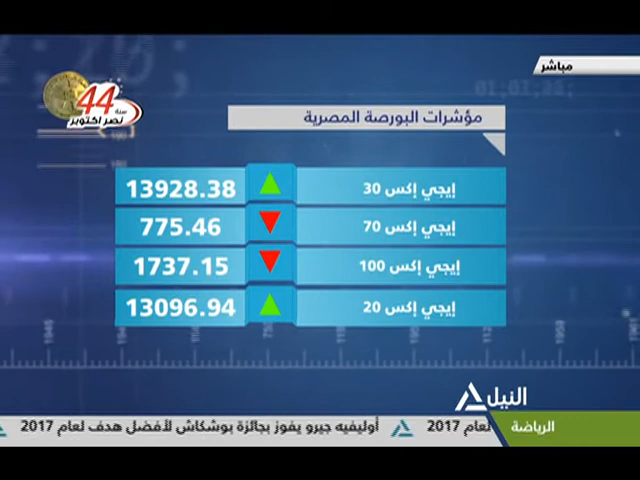 مباشر
44
سنة
نصر اكتوبر
مؤشرات البورصة المصرية
إيجي إكس 30 13928.38
إيجي إكس 70 775.46
إيجي إكس 100 1737.15
إيجي إكس 20 13096.94
النيل
الرياضة
لعام 2017 أوليفيه جيرو يفوز بجائزة بوشكاش لأفضل هدف لعام 2017